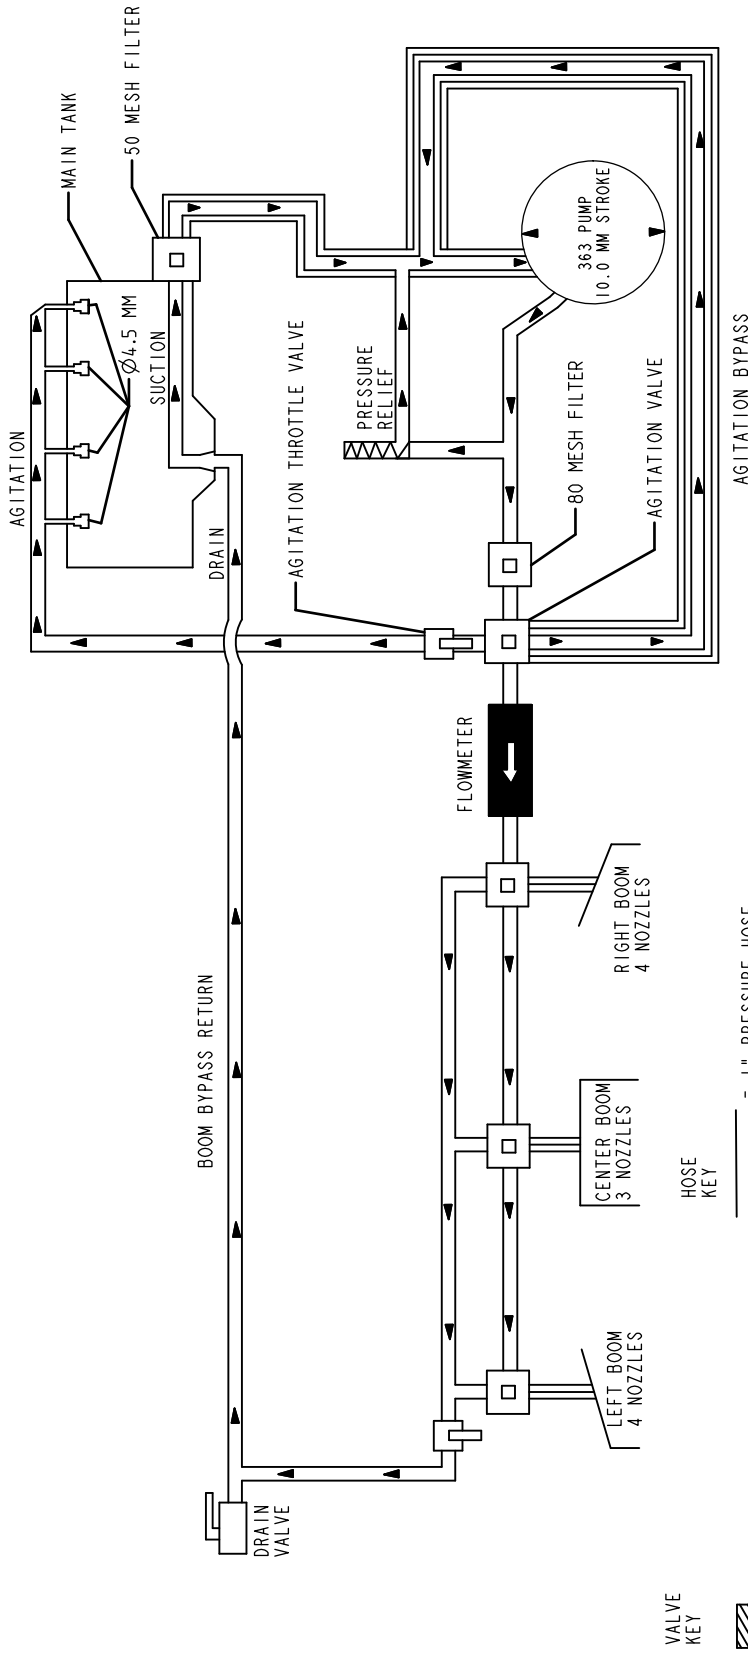 AGITATION
MAIN TANK
50 MESH FILTER
Ø4.5 MM
SUCTION
DRAIN
AGITATION THROTTLE VALVE
PRESSURE
RELIEF
363 PUMP
10.0 MM STROKE
80 MESH FILTER
AGITATION VALVE
AGITATION BYPASS
FLOWMETER
BOOM BYPASS RETURN
RIGHT BOOM
4 NOZZLES
CENTER BOOM
3 NOZZLES
LEFT BOOM
4 NOZZLES
DRAIN
VALVE
HOSE
KEY
- 1" PRESSURE HOSE
VALVE
KEY